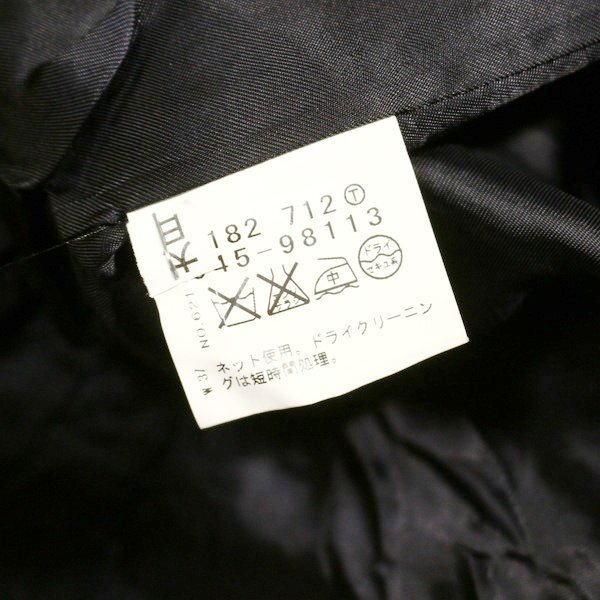 182 712 Ⓣ
045-98113
中
ドライ
セキユ系
ネット使用。ドライクリーニン
グは短時間処理。